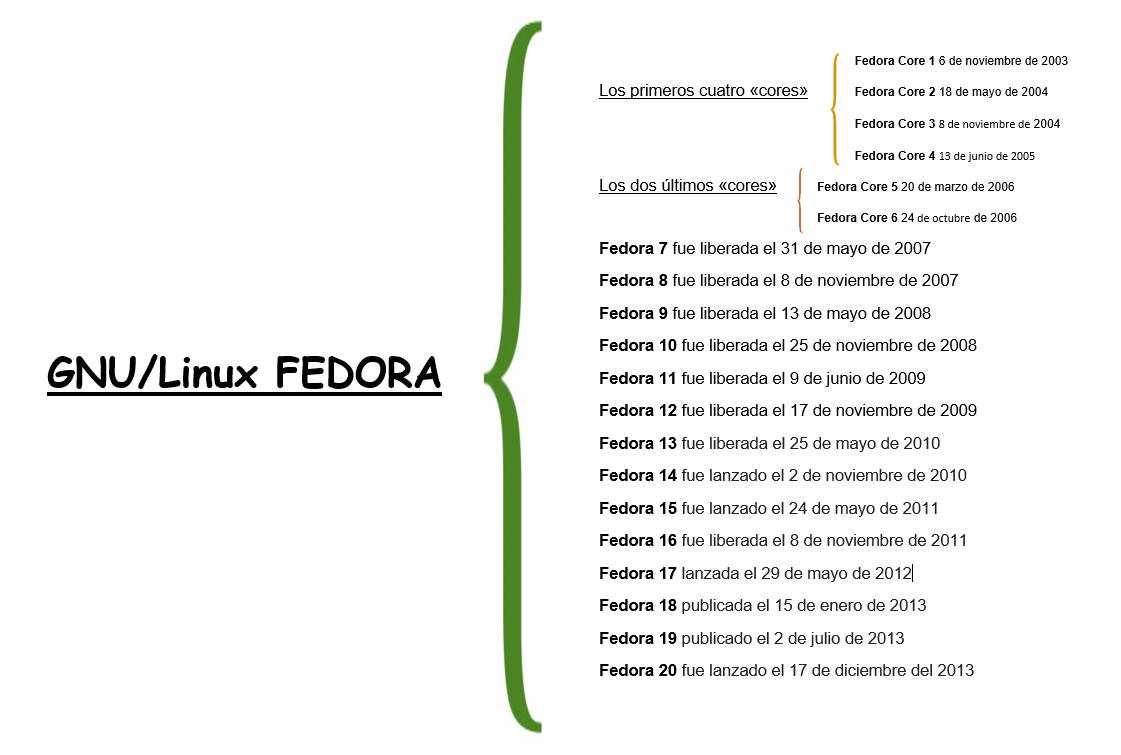 GNU/Linux FEDORA
Los primeros cuatro «cores»
Fedora Core 1 6 de noviembre de 2003
Fedora Core 2 18 de mayo de 2004
Fedora Core 3 8 de noviembre de 2004
Fedora Core 4 13 de junio de 2005
Los dos últimos «cores»
Fedora Core 5 20 de marzo de 2006
Fedora Core 6 24 de octubre de 2006
Fedora 7 fue liberada el 31 de mayo de 2007
Fedora 8 fue liberada el 8 de noviembre de 2007
Fedora 9 fue liberada el 13 de mayo de 2008
Fedora 10 fue liberada el 25 de noviembre de 2008
Fedora 11 fue liberada el 9 de junio de 2009
Fedora 12 fue liberada el 17 de noviembre de 2009
Fedora 13 fue liberada el 25 de mayo de 2010
Fedora 14 fue lanzado el 2 de noviembre de 2010
Fedora 15 fue lanzado el 24 de mayo de 2011
Fedora 16 fue liberada el 8 de noviembre de 2011
Fedora 17 lanzada el 29 de mayo de 2012
Fedora 18 publicada el 15 de enero de 2013
Fedora 19 publicado el 2 de julio de 2013
Fedora 20 fue lanzado el 17 de diciembre del 2013